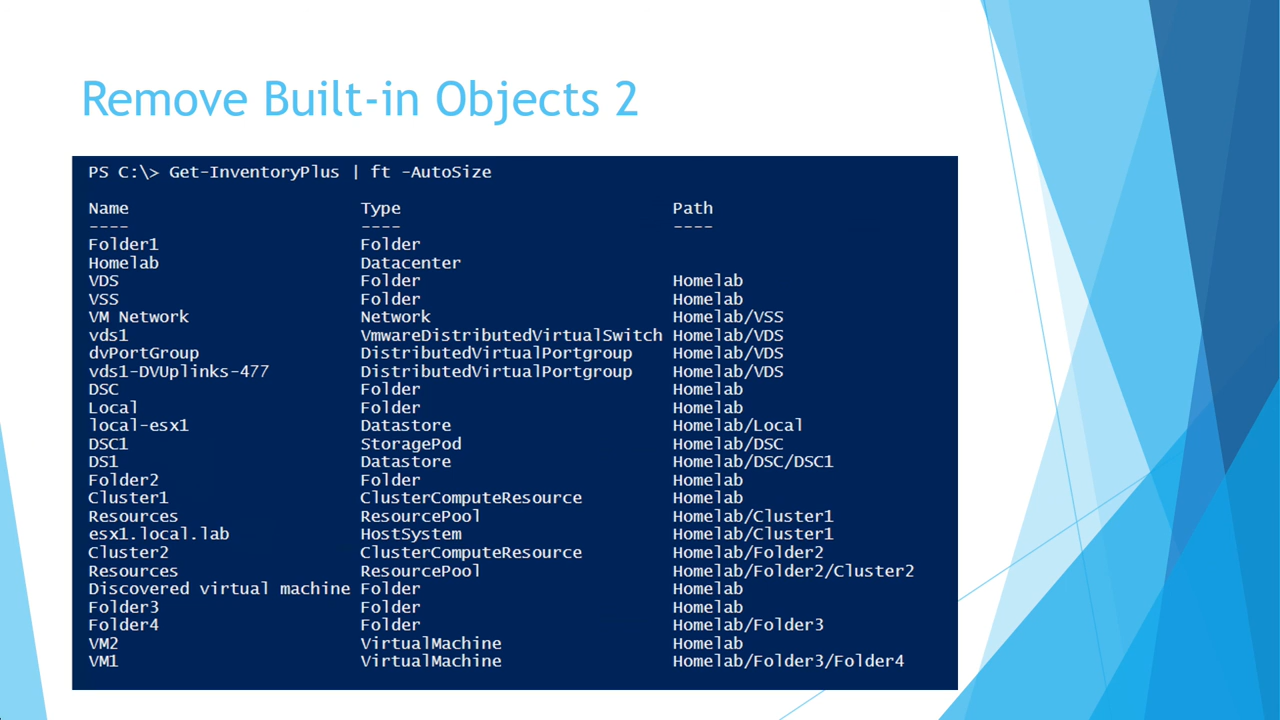 Remove Built-in Objects 2
PS C:\> Get-InventoryPlus | ft -AutoSize
Name Type Path
---- ---- ----
Folder1 Folder
Homelab Datacenter
VDS Folder Homelab
VSS Folder Homelab
VM Network Network Homelab/VSS
vds1 VmwareDistributedVirtualSwitch Homelab/VDS
dvPortGroup DistributedVirtualPortgroup Homelab/VDS
vds1-DVUplinks-477 DistributedVirtualPortgroup Homelab/VDS
DSC Folder Homelab
Local Folder Homelab
local-esx1 Datastore Homelab/Local
DSC1 StoragePod Homelab/DSC
DS1 Datastore Homelab/DSC/DSC1
Folder2 Folder Homelab
Cluster1 ClusterComputeResource Homelab
Resources ResourcePool Homelab/Cluster1
esx1.local.lab HostSystem Homelab/Cluster1
Cluster2 ClusterComputeResource Homelab/Folder2
Resources ResourcePool Homelab/Folder2/Cluster2
Discovered virtual machine Folder Homelab
Folder3 Folder Homelab
Folder4 Folder Homelab/Folder3
VM2 VirtualMachine Homelab
VM1 VirtualMachine Homelab/Folder3/Folder4